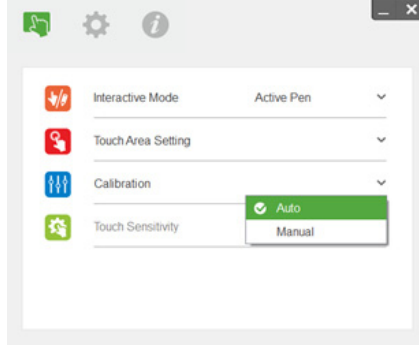 Interactive Mode Active Pen
Touch Area Setting
Calibration
Auto
Touch Sensitivity
Manual